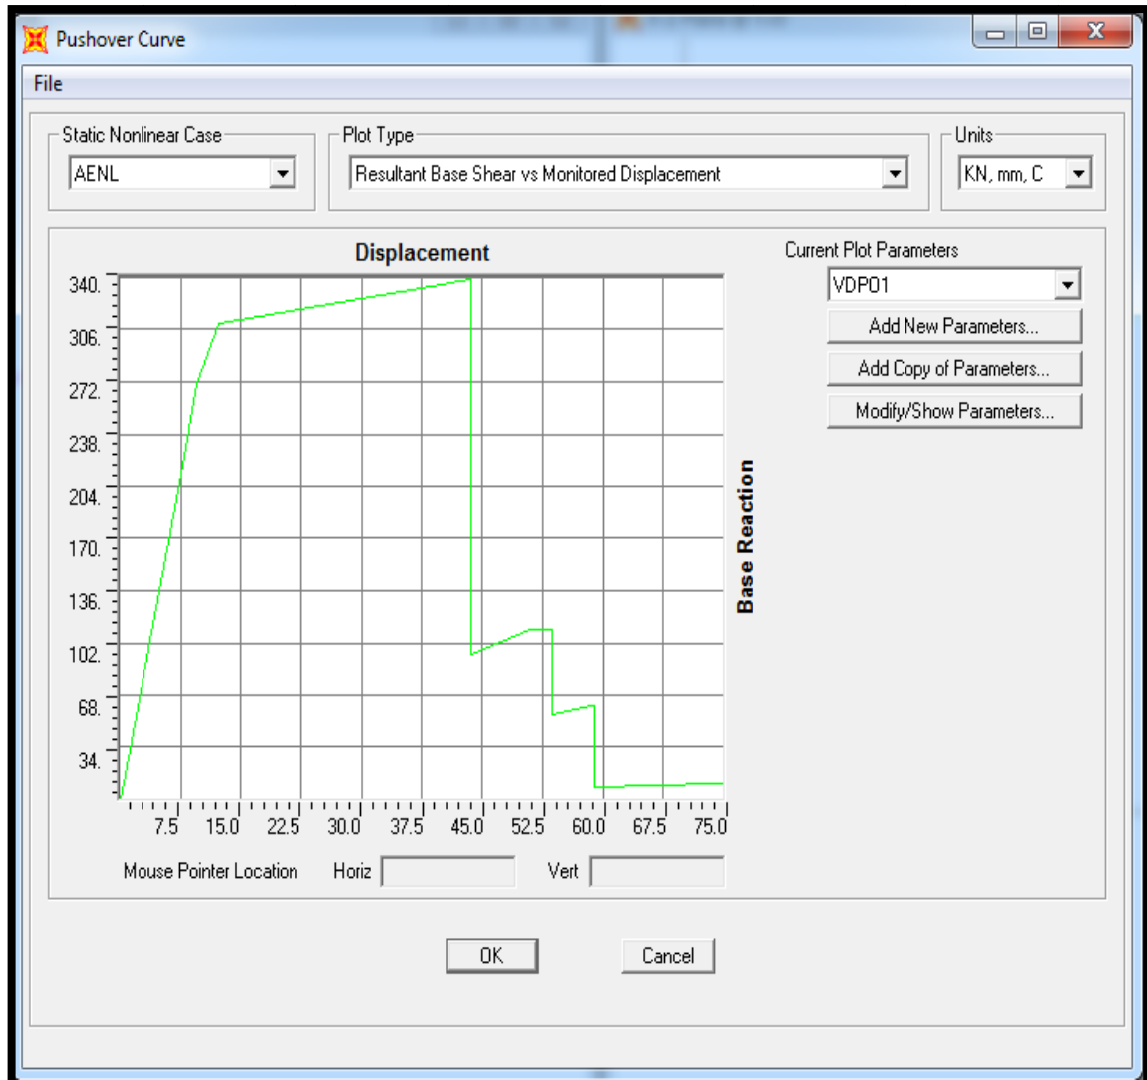 Pushover Curve
File
Static Nonlinear Case
Plot Type
Units
AENL
Resultant Base Shear vs Monitored Displacement
KN, mm, C
Displacement
Current Plot Parameters
VDPO1
Add New Parameters...
Add Copy of Parameters...
Modify/Show Parameters...
340.
306.
272.
238.
204.
170.
136.
102.
68.
34.
Base Reaction
7.5 15.0 22.5 30.0 37.5 45.0 52.5 60.0 67.5 75.0
Mouse Pointer Location Horiz Vert
OK Cancel